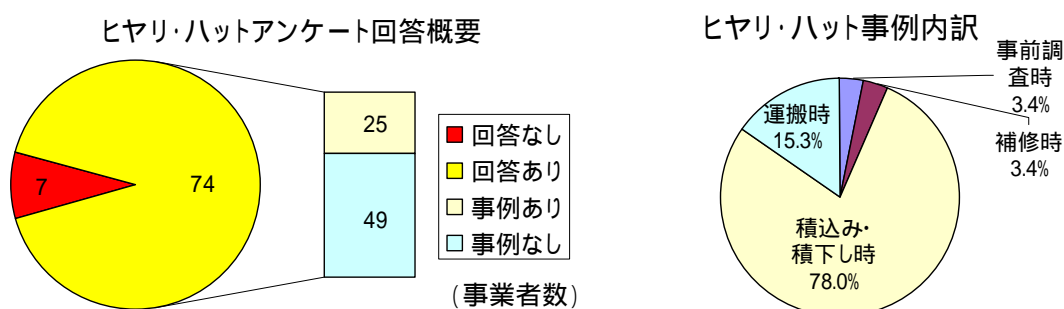 ヒヤリ・ハットアンケート回答概要
7
74
25
49
回答なし
回答あり
事例あり
事例なし
(事業者数)
ヒヤリ・ハット事例内訳
事前調
査時
3.4%
補修時
3.4%
運搬時
15.3%
積込み・
積下し時
78.0%